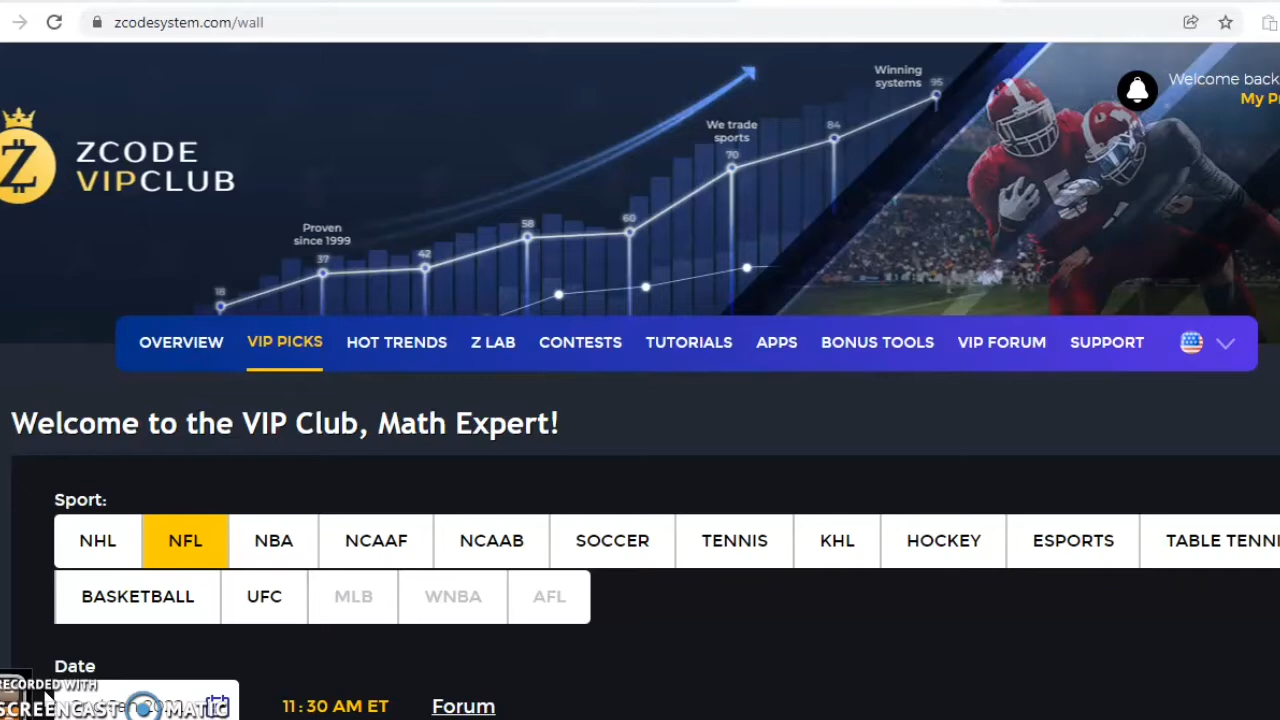 zcodesystem.com/wall
Winning
systems
95
Welcome back
My Pr
We trade
sports
84
70
ZCODE
VIPCLUB
Z
Proven
since 1999
58
60
42
37
18
OVERVIEW VIP PICKS HOT TRENDS Z LAB CONTESTS TUTORIALS APPS BONUS TOOLS VIP FORUM SUPPORT
Welcome to the VIP Club, Math Expert!
Sport:
NHL NFL NBA NCAAF NCAAB SOCCER TENNIS KHL HOCKEY ESPORTS TABLE TENNI
BASKETBALL UFC MLB WNBA AFL
Date
RECORDED WITH
SCREENCAST MATIC
11:30 AM ET Forum